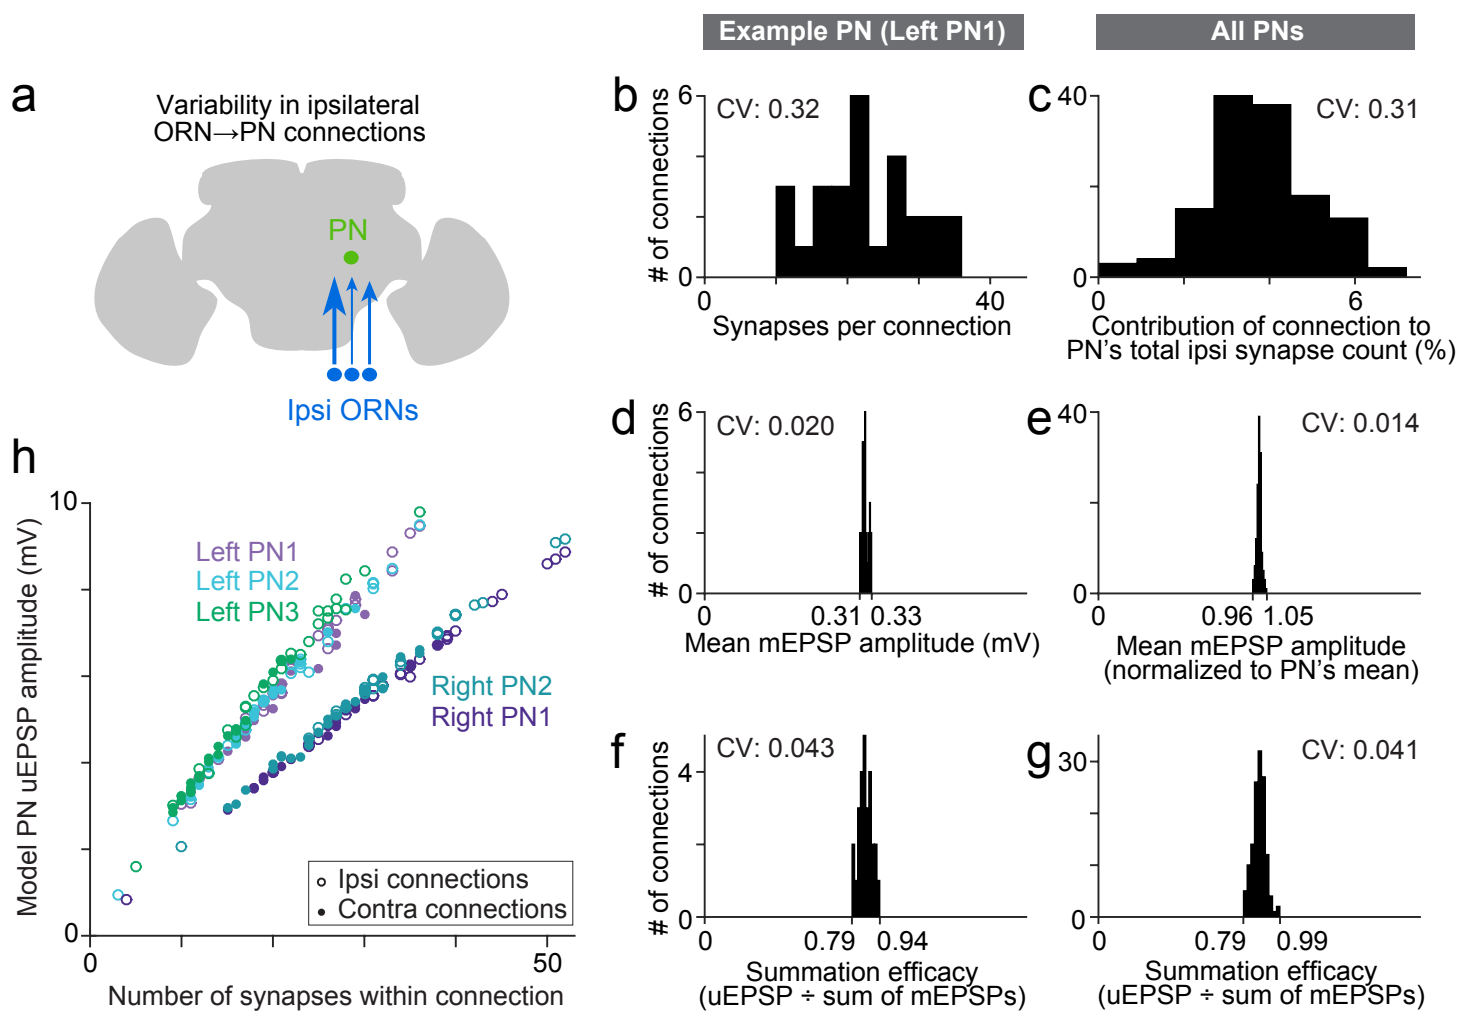 Example PN (Left PN1)
All PNs
a
Variability in ipsilateral
ORN→PN connections
PN
Ipsi ORNs
b
# of connections
6
0
CV: 0.32
0
40
Synapses per connection
c
40
0
CV: 0.31
0
6
Contribution of connection to
PN's total ipsi synapse count (%)
d
# of connections
6
0
CV: 0.020
0
0.31
0.33
Mean mEPSP amplitude (mV)
e
40
0
CV: 0.014
0
0.96
1.05
Mean mEPSP amplitude
(normalized to PN's mean)
f
# of connections
4
0
CV: 0.043
0
0.79
0.94
Summation efficacy
(uEPSP ÷ sum of mEPSPs)
g
30
0
CV: 0.041
0
0.79
0.99
Summation efficacy
(uEPSP ÷ sum of mEPSPs)
h
Model PN uEPSP amplitude (mV)
10
0
Left PN1
Left PN2
Left PN3
Right PN2
Right PN1
Ipsi connections
Contra connections
0
50
Number of synapses within connection